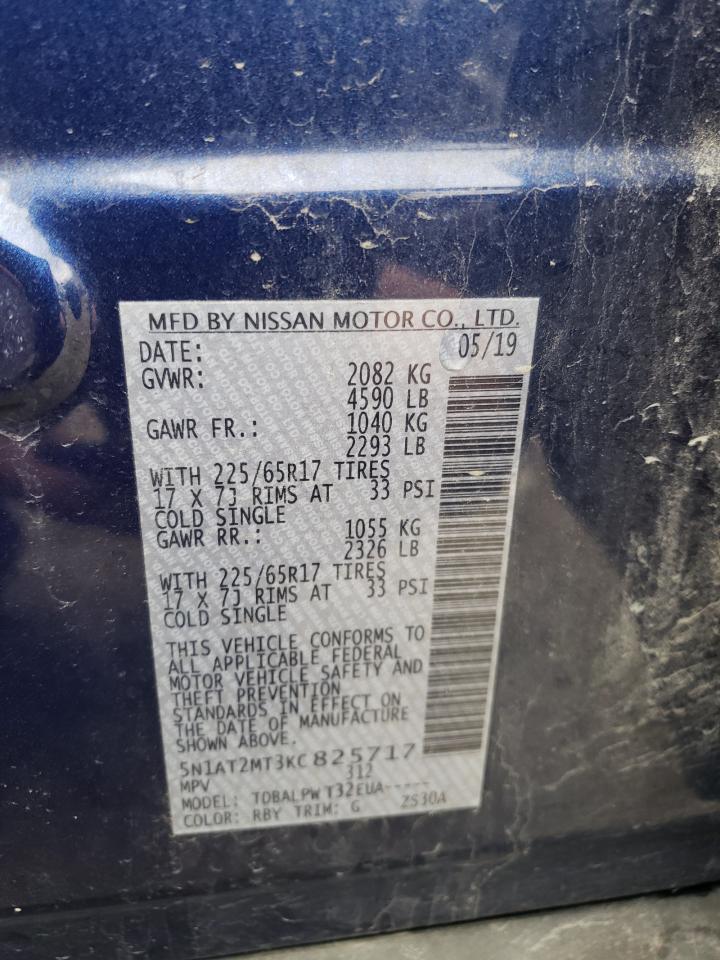 MFD BY NISSAN MOTOR CO., LTD.
DATE: 05/19
GVWR: 2082 KG
4590 LB
GAWR FR.: 1040 KG
2293 LB
WITH 225/65R17 TIRES
17 X 7J RIMS AT 33 PSI
COLD SINGLE
GAWR RR.: 1055 KG
2326 LB
WITH 225/65R17 TIRES
17 X 7J RIMS AT 33 PSI
COLD SINGLE
THIS VEHICLE CONFORMS TO
ALL APPLICABLE FEDERAL
MOTOR VEHICLE SAFETY AND
THEFT PREVENTION
STANDARDS IN EFFECT ON
THE DATE OF MANUFACTURE
SHOWN ABOVE.
5N1AT2MT3KC825717
MPV 312
MODEL: TDBALPW T32EUA-----
COLOR: RBY TRIM: G ZS30A